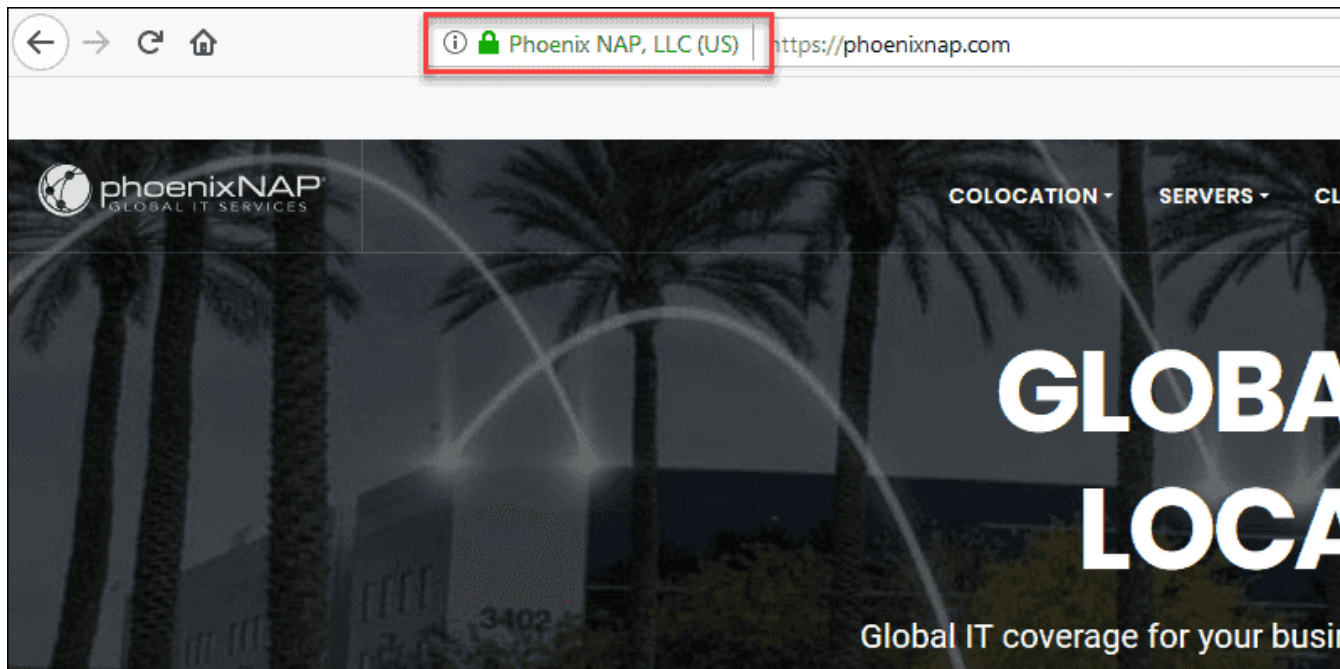 Phoenix NAP, LLC (US) https://phoenixnap.com
phoenixNAP®
GLOBAL IT SERVICES
COLOCATION SERVERS CL
GLOBA
LOCA
3402
Global IT coverage for your busi